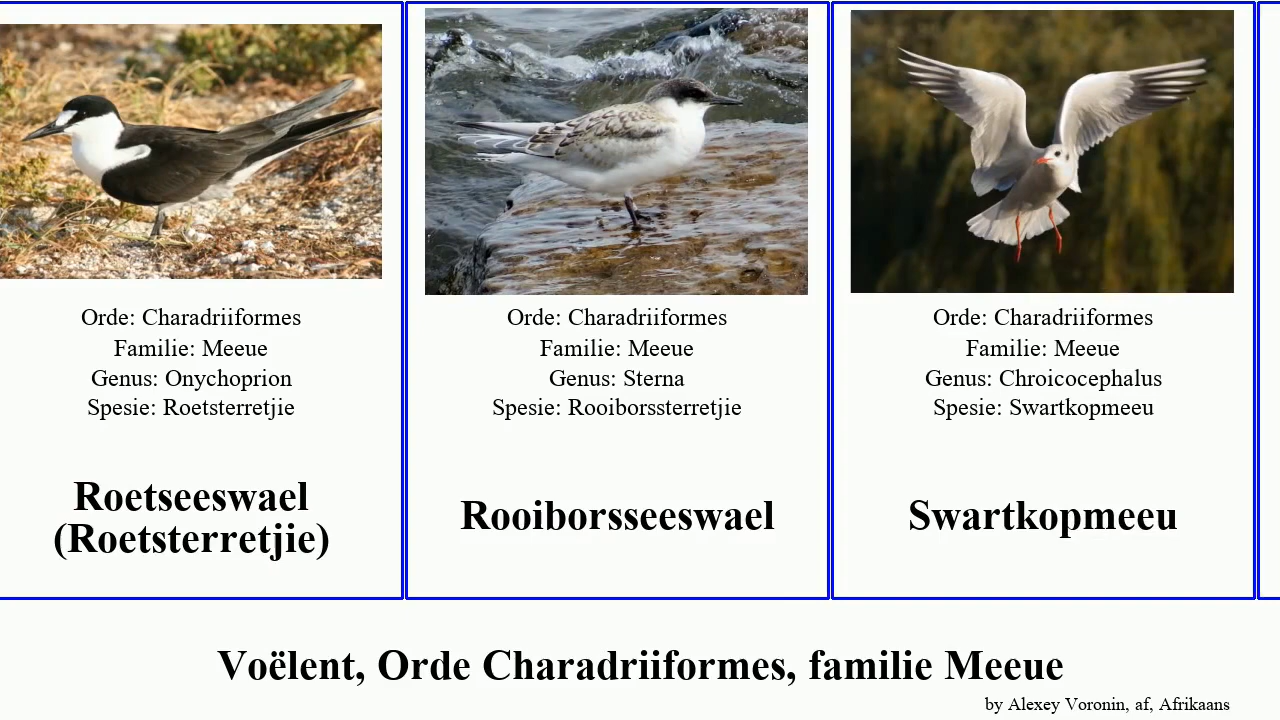 Orde: Charadriiformes
Familie: Meeue
Genus: Onychoprion
Spesie: Roetsterretjie
Roetseeswael
(Roetsterretjie)
Orde: Charadriiformes
Familie: Meeue
Genus: Sterna
Spesie: Rooiborssterretjie
Rooiborsseeswael
Orde: Charadriiformes
Familie: Meeue
Genus: Chroicocephalus
Spesie: Swartkopmeeu
Swartkopmeeu
Voëlent, Orde Charadriiformes, familie Meeue
by Alexey Voronin, af, Afrikaans